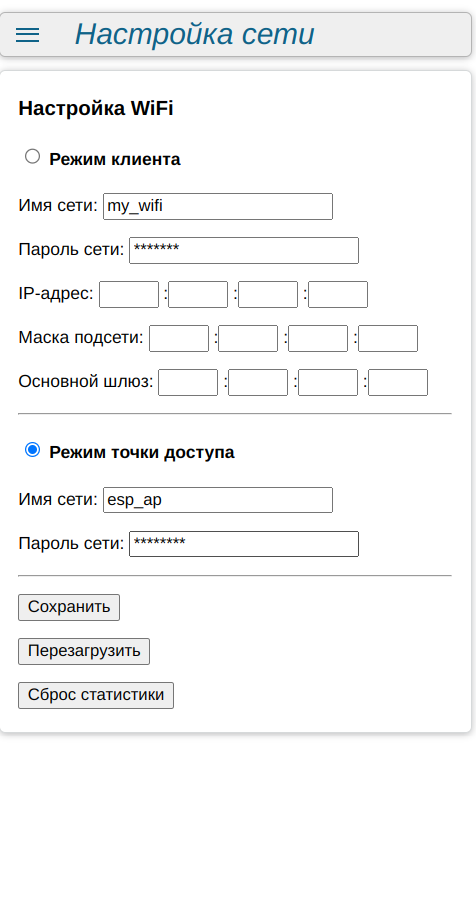 Настройка сети
Настройка WiFi
Режим клиента
Имя сети: my_wifi
Пароль сети: *******
IP-адрес: : : :
Маска подсети: : : :
Основной шлюз: : : :
Режим точки доступа
Имя сети: esp_ap
Пароль сети: ********
Сохранить
Перезагрузить
Сброс статистики